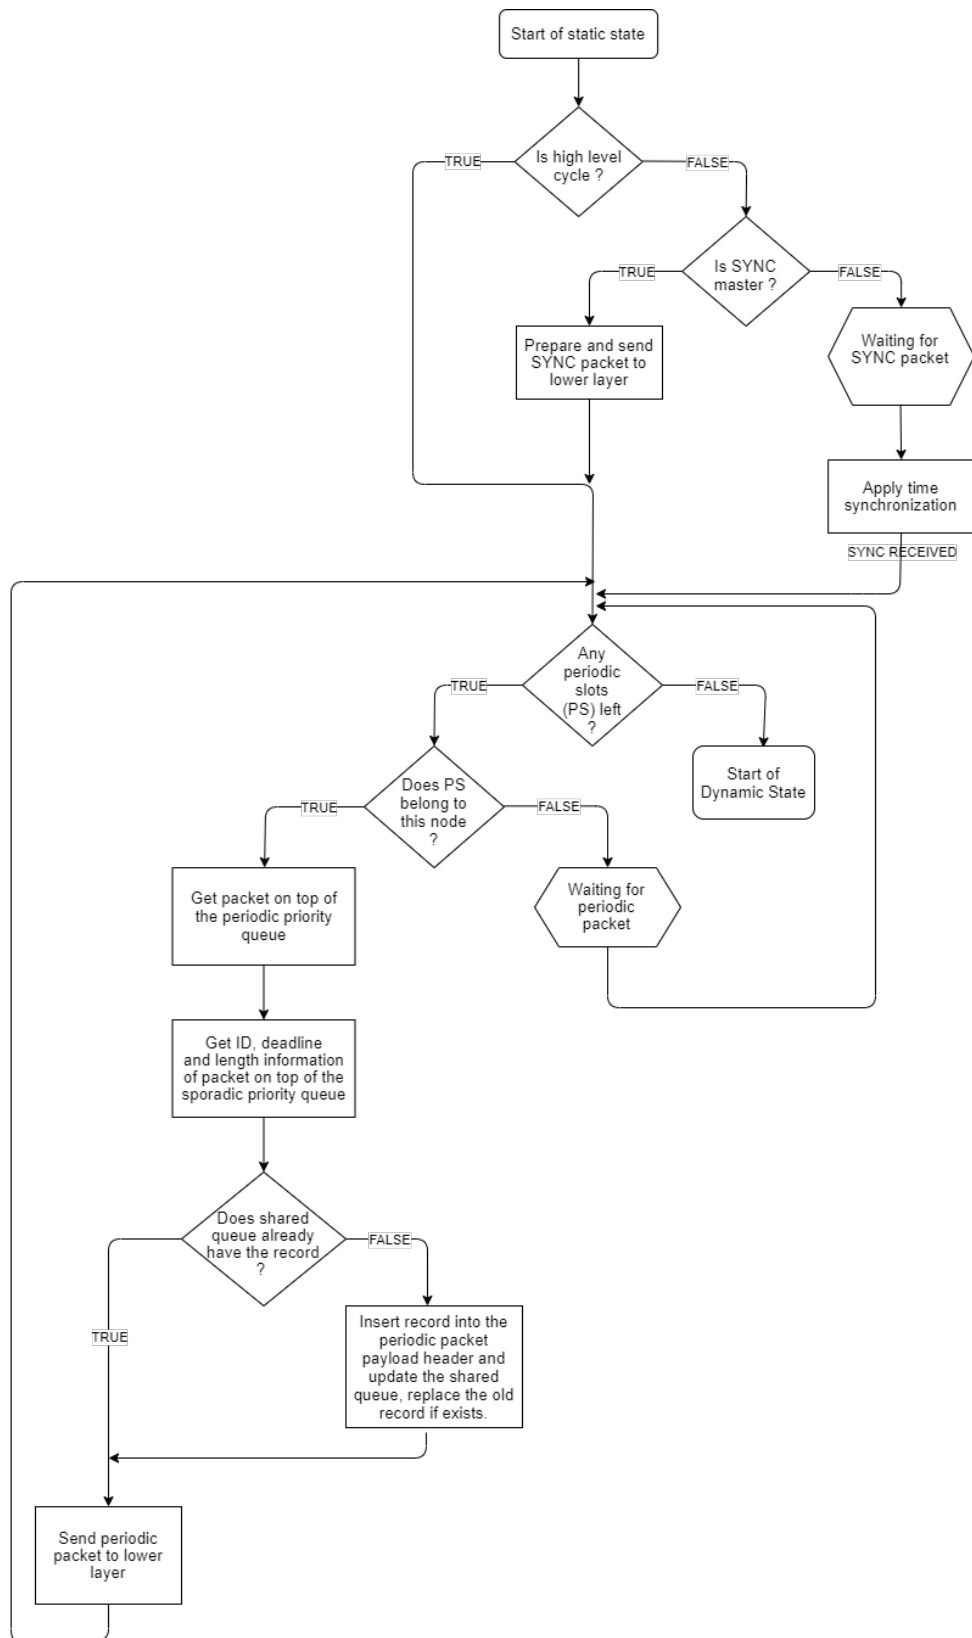 Start of static state
Is high level
cycle ?
TRUE
FALSE
Is SYNC
master ?
TRUE
FALSE
Prepare and send
SYNC packet to
lower layer
Waiting for
SYNC packet
Apply time
synchronization
SYNC RECEIVED
Any
periodic
slots
(PS) left
?
TRUE
FALSE
Start of
Dynamic State
Does PS
belong to
this node
?
TRUE
FALSE
Get packet on top of
the periodic priority
queue
Waiting for
periodic
packet
Get ID, deadline
and length information
of packet on top of the
sporadic priority queue
Does shared
queue already
have the record
?
FALSE
TRUE
Insert record into the
periodic packet
payload header and
update the shared
queue, replace the old
record if exists.
Send periodic
packet to lower
layer